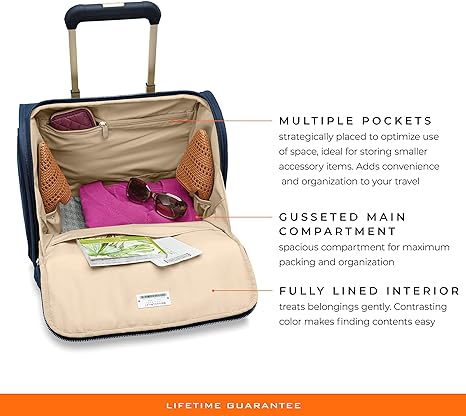 MULTIPLE POCKETS
strategically placed to optimize use
of space, ideal for storing smaller
accessory items. Adds convenience
and organization to your travel
GUSSETED MAIN
COMPARTMENT
spacious compartment for maximum
packing and organization
FULLY LINED INTERIOR
treats belongings gently. Contrasting
color makes finding contents easy
LIFETIME GUARANTEE